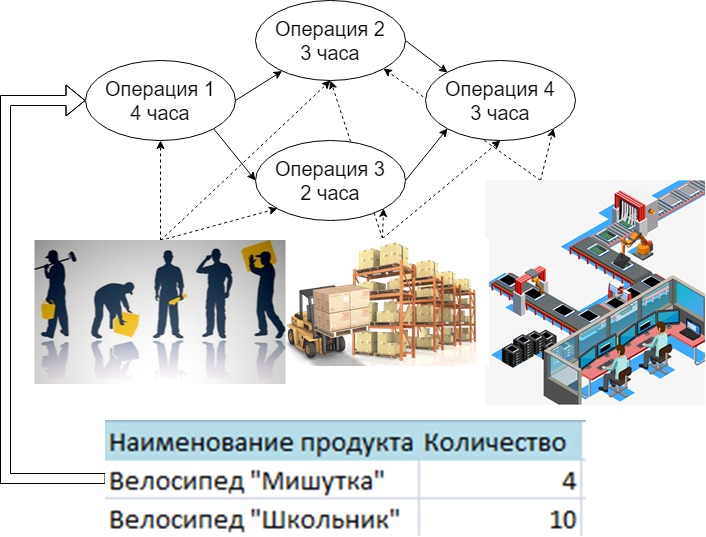 Операция 2
3 часа
Операция 1
4 часа
Операция 4
3 часа
Операция 3
2 часа
Наименование продукта Количество
Велосипед "Мишутка" 4
Велосипед "Школьник" 10